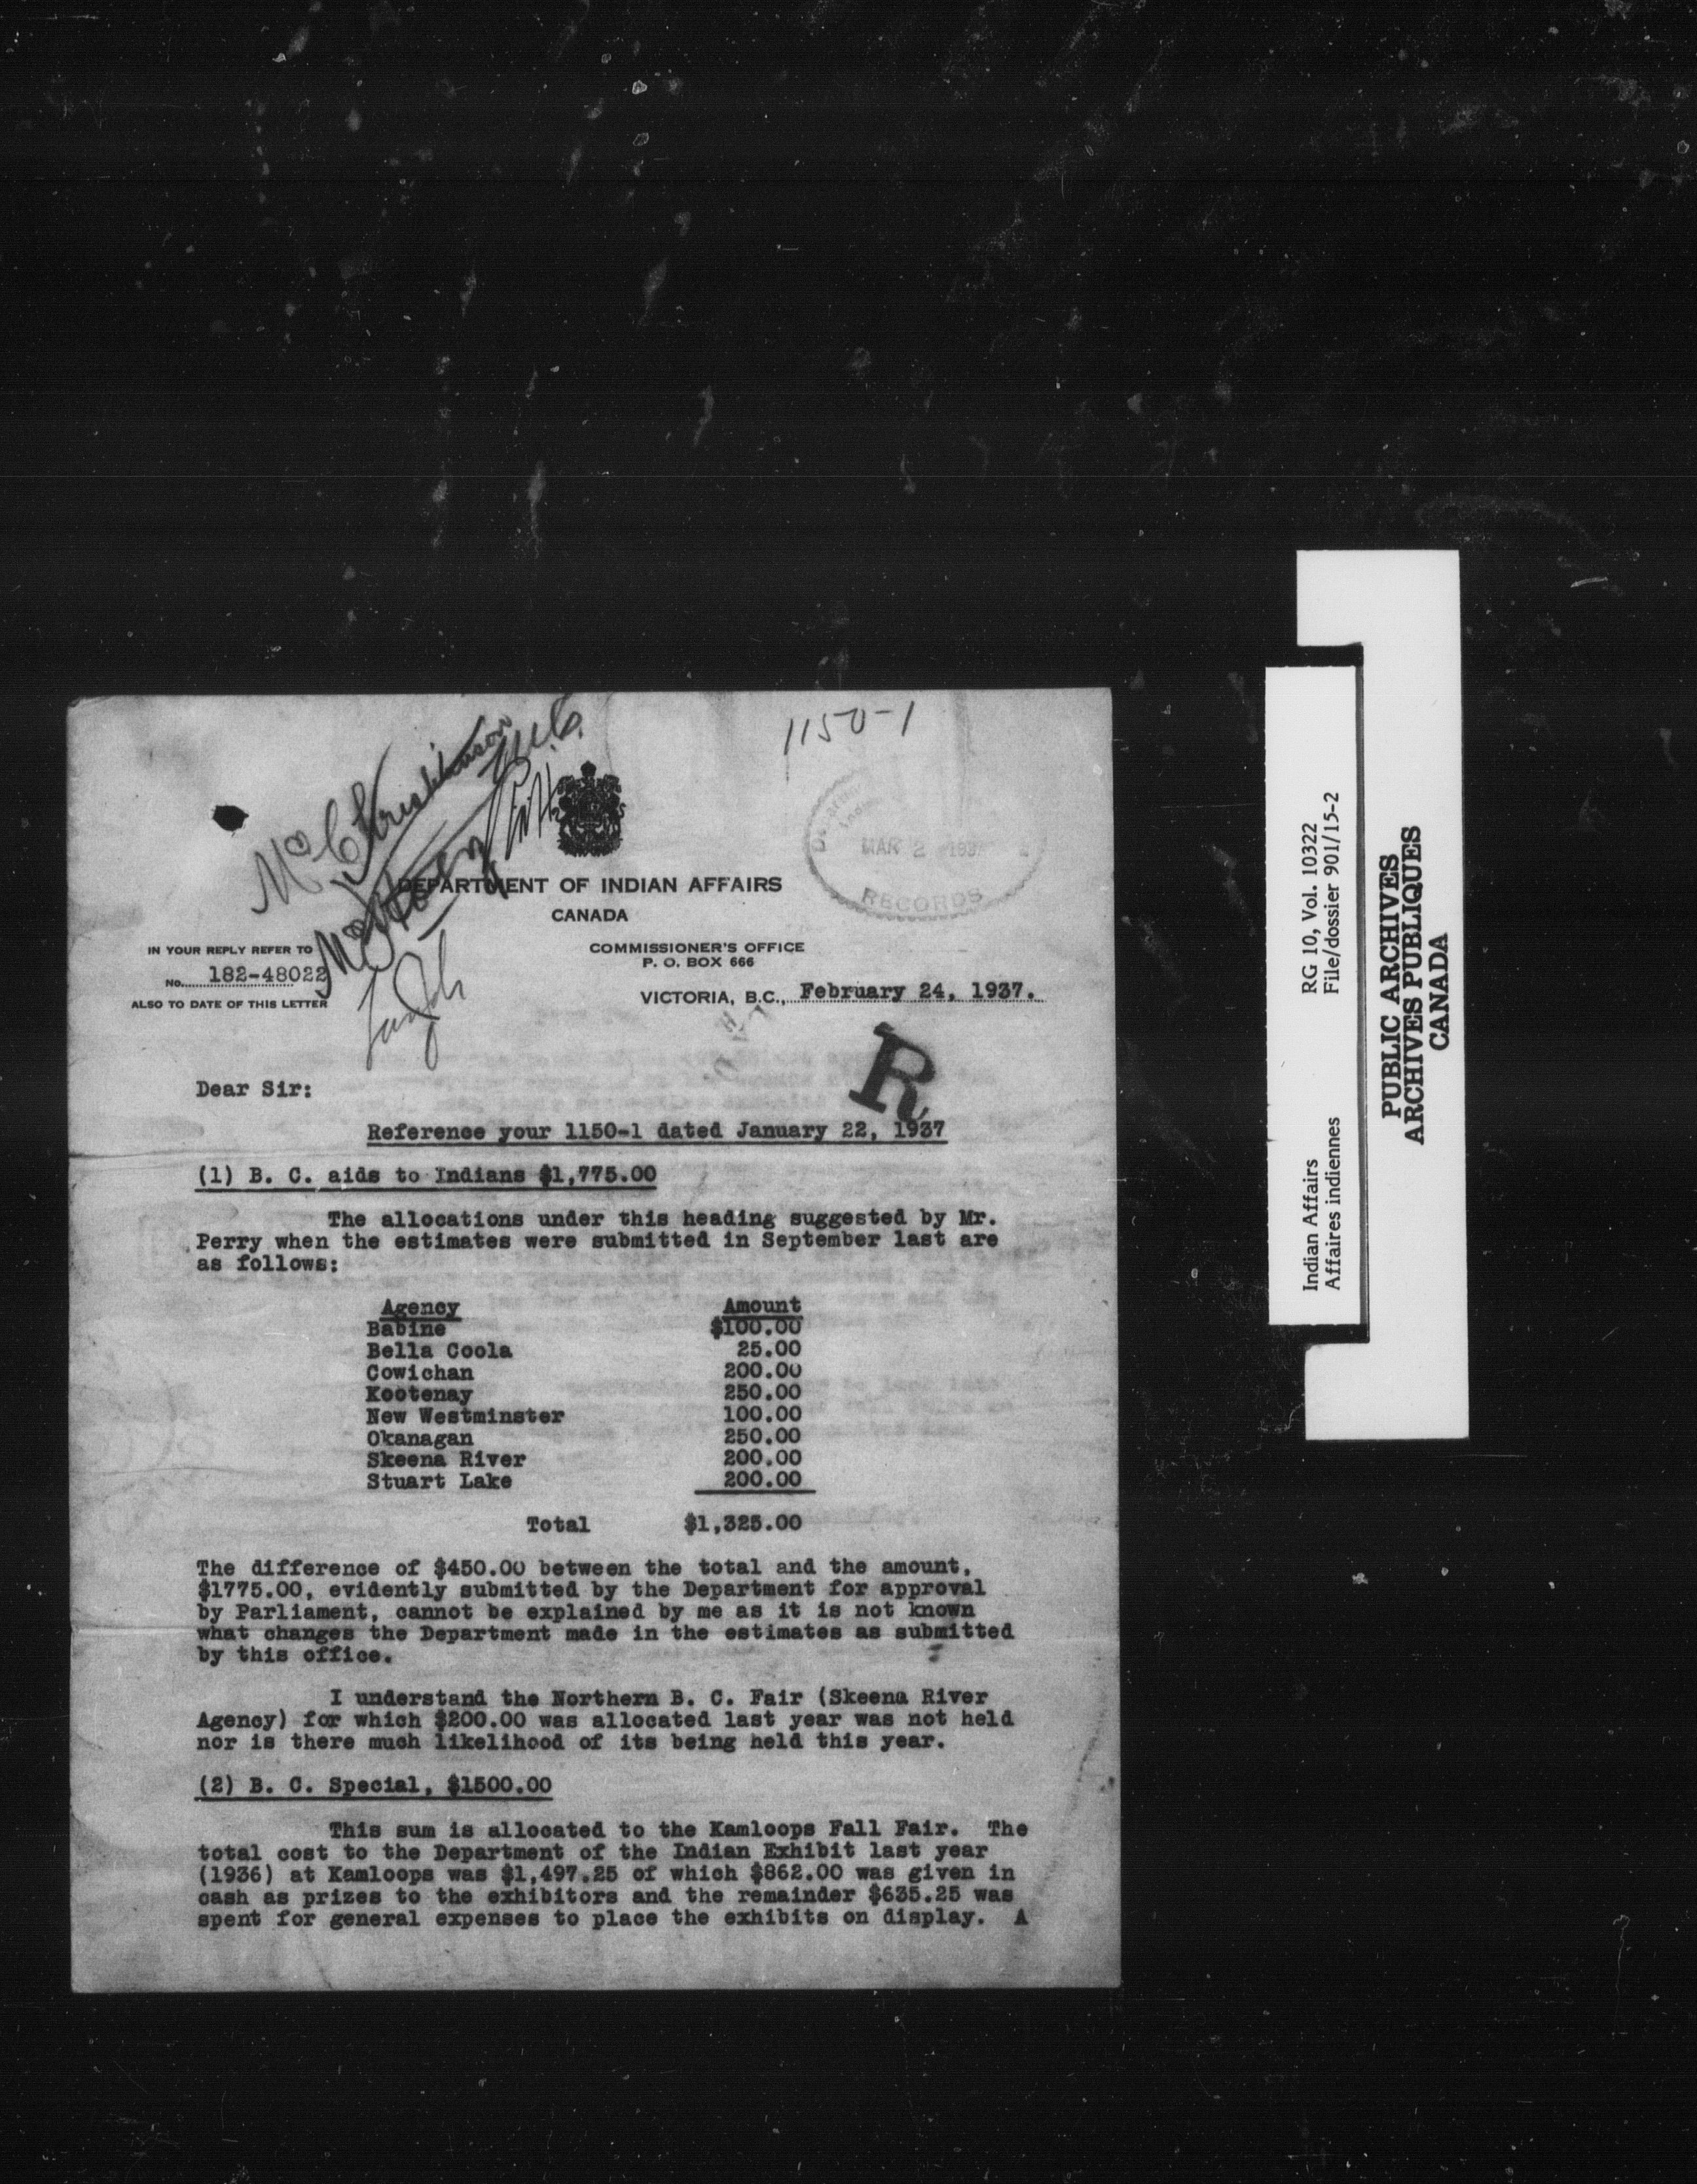 1150-1
MAR 2 193
RECORDS
DEPARTMENT OF INDIAN AFFAIRS
CANADA
IN YOUR REPLY REFER TO
No. 182-48022
ALSO TO DATE OF THIS LETTER
COMMISSIONER'S OFFICE
P. O. BOX 666
VICTORIA, B.C., February 24, 1937.
R
Dear Sir:
Reference your 1150-1 dated January 22, 1937
(1) B. C. aids to Indians $1,775.00
The allocations under this heading suggested by Mr.
Perry when the estimates were submitted in September last are
as follows:
Agency Amount
Babine $100.00
Bella Coola 25.00
Cowichan 200.00
Kootenay 250.00
New Westminster 100.00
Okanagan 250.00
Skeena River 200.00
Stuart Lake 200.00
Total $1,325.00
The difference of $450.00 between the total and the amount,
$1775.00, evidently submitted by the Department for approval
by Parliament, cannot be explained by me as it is not known
what changes the Department made in the estimates as submitted
by this office.
I understand the Northern B. C. Fair (Skeena River
Agency) for which $200.00 was allocated last year was not held
nor is there much likelihood of its being held this year.
(2) B. C. Special, $1500.00
This sum is allocated to the Kamloops Fall Fair. The
total cost to the Department of the Indian Exhibit last year
(1936) at Kamloops was $1,497.25 of which $862.00 was given in
cash as prizes to the exhibitors and the remainder $635.25 was
spent for general expenses to place the exhibits on display. A
Indian Affairs RG 10, Vol. 10322
Affaires indiennes File/dossier 901/15-2
PUBLIC ARCHIVES
ARCHIVES PUBLIQUES
CANADA